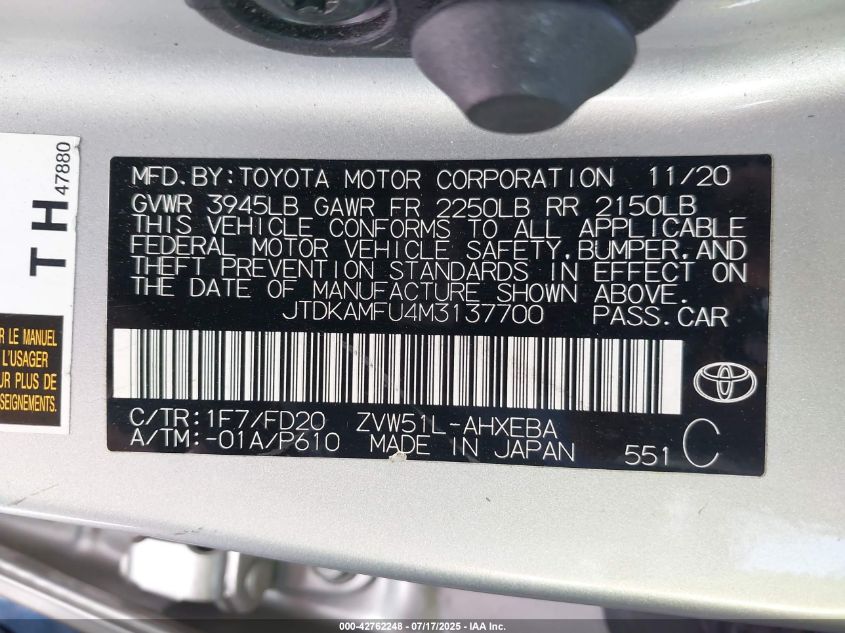 MFD.BY:TOYOTA MOTOR CORPORATION 11/20
GVWR 3945LB GAWR FR 2250LB RR 2150LB
THIS VEHICLE CONFORMS TO ALL APPLICABLE
FEDERAL MOTOR VEHICLE SAFETY,BUMPER,AND
THEFT PREVENTION STANDARDS IN EFFECT ON
THE DATE OF MANUFACTURE SHOWN ABOVE.
JTDKAMFU4M3137700 PASS.CAR
C/TR:1F7/FD20 ZVW51L-AHXEBA
A/TM:-01A/P610 MADE IN JAPAN 551 C
TH
47880
RE LE MANUEL
L'USAGER
UR PLUS DE
SEIGNEMENTS.
000-42762248 - 07/17/2025 - IAA Inc.